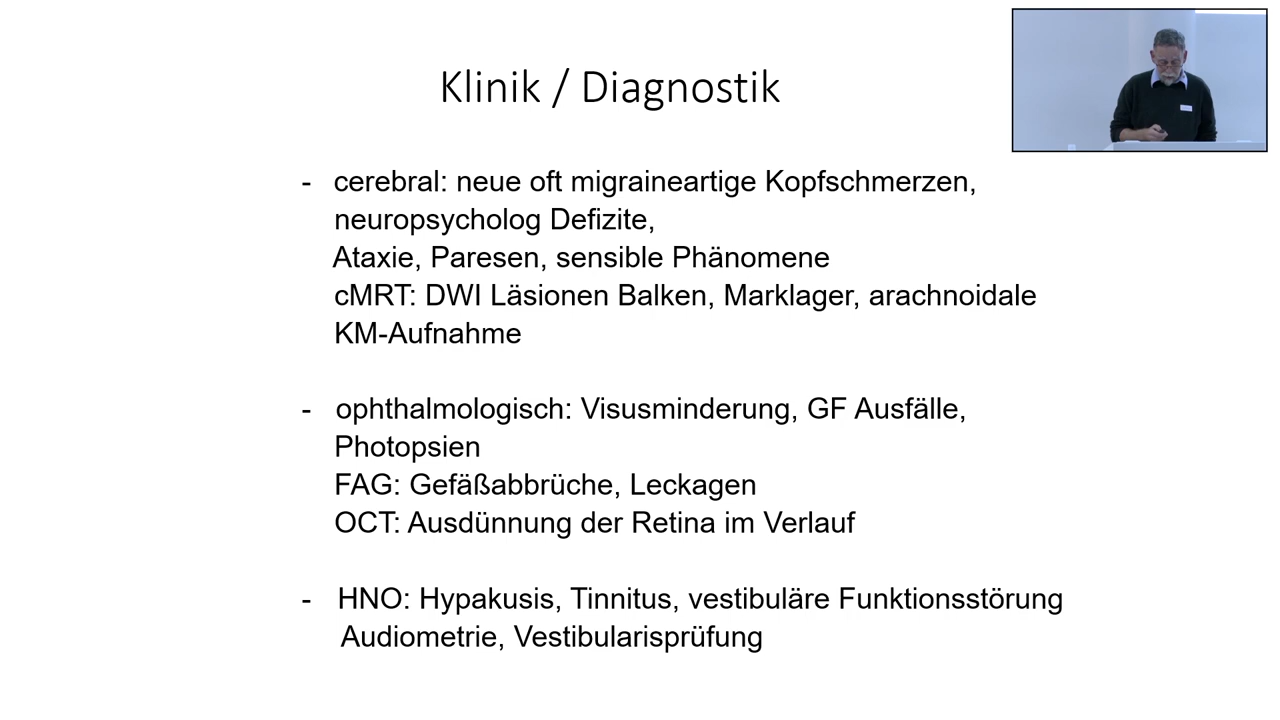 Klinik / Diagnostik
- cerebral: neue oft migraineartige Kopfschmerzen,
neuropsycholog Defizite,
Ataxie, Paresen, sensible Phänomene
cMRT: DWI Läsionen Balken, Marklager, arachnoidale
KM-Aufnahme
- ophthalmologisch: Visusminderung, GF Ausfälle,
Photopsien
FAG: Gefäßabbrüche, Leckagen
OCT: Ausdünnung der Retina im Verlauf
- HNO: Hypakusis, Tinnitus, vestibuläre Funktionsstörung
Audiometrie, Vestibularisprüfung